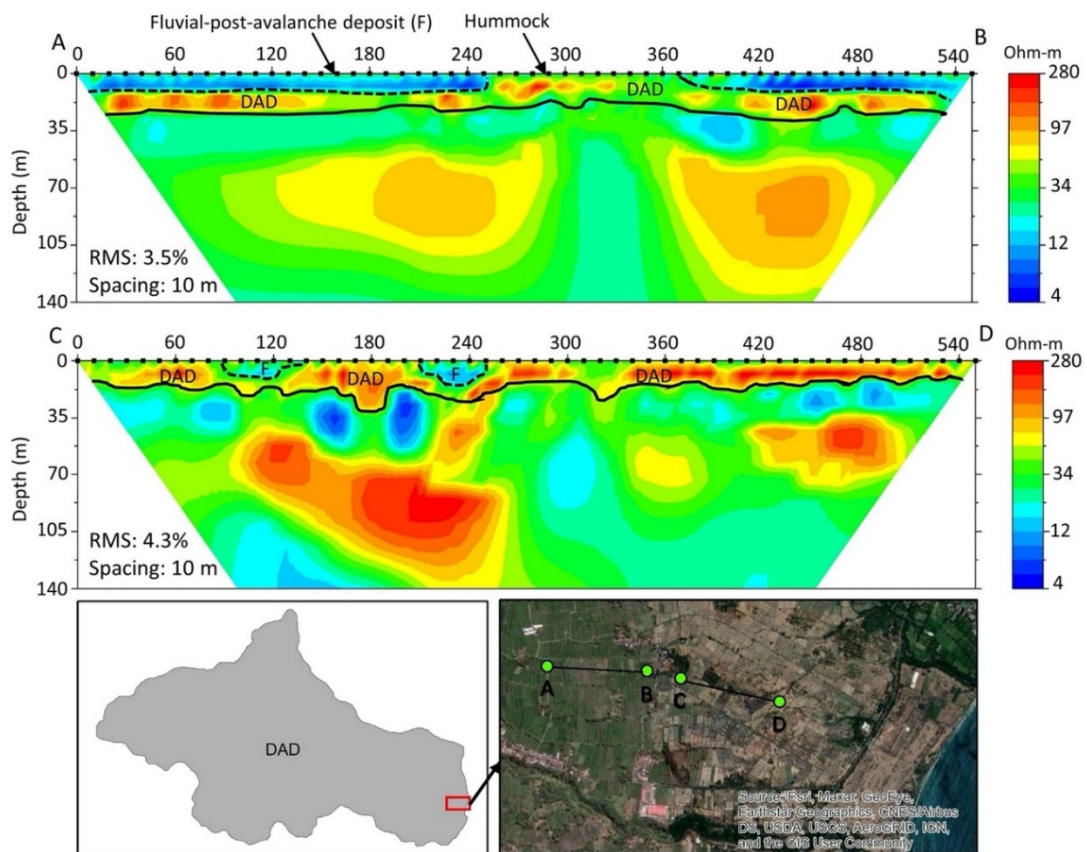 Fluvial-post-avalanche deposit (F)
Hummock
A
B
0 60 120 180 240 300 360 420 480 540
Ohm-m
0
35
70
105
140
Depth (m)
DAD
DAD
DAD
280
97
34
12
4
RMS: 3.5%
Spacing: 10 m
C
D
0 60 120 180 240 300 360 420 480 540
Ohm-m
0
35
70
105
140
Depth (m)
DAD
F
DAD
F
DAD
280
97
34
12
4
RMS: 4.3%
Spacing: 10 m
DAD
A
B
C
D
Source: Esri, Maxar, GeoEye,
Earthstar Geographics, CNES/Airbus
DS, USDA, USGS, AeroGRID, IGN,
and the GIS User Community